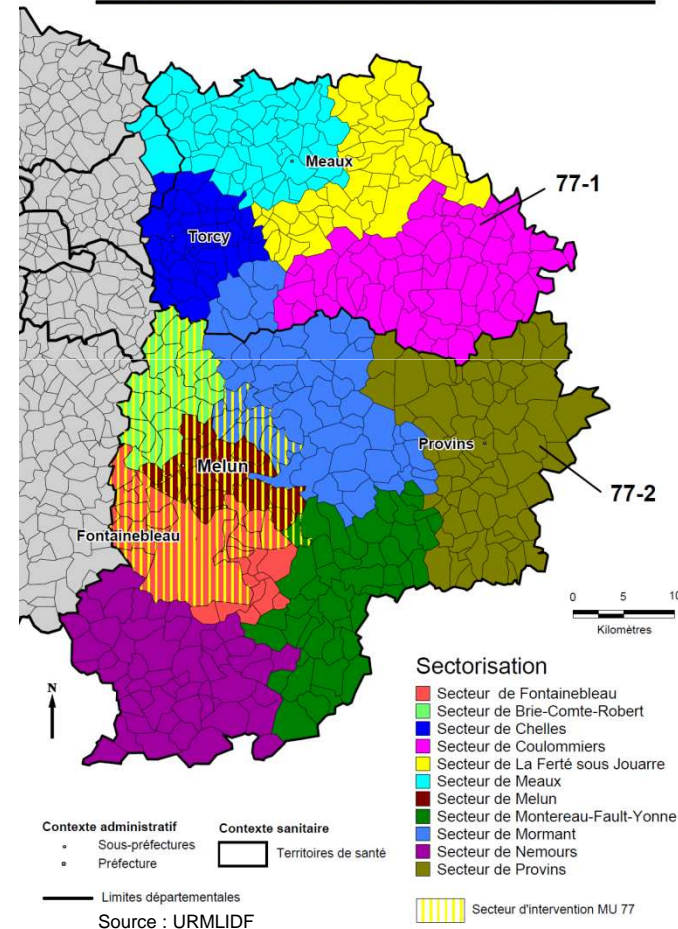 Meaux
77-1
Torcy
Provins
Melun
77-2
Fontainebleau
0 5 10
Kilomètres
N
Sectorisation
Secteur de Fontainebleau
Secteur de Brie-Comte-Robert
Secteur de Chelles
Secteur de Coulommiers
Secteur de La Ferté sous Jouarre
Secteur de Meaux
Secteur de Melun
Secteur de Montereau-Fault-Yonne
Secteur de Mormant
Secteur de Nemours
Secteur de Provins
Secteur d'intervention MU 77
Contexte administratif
Sous-préfectures
Préfecture
Contexte sanitaire
Territoires de santé
Limites départementales
Source : URMLIDF